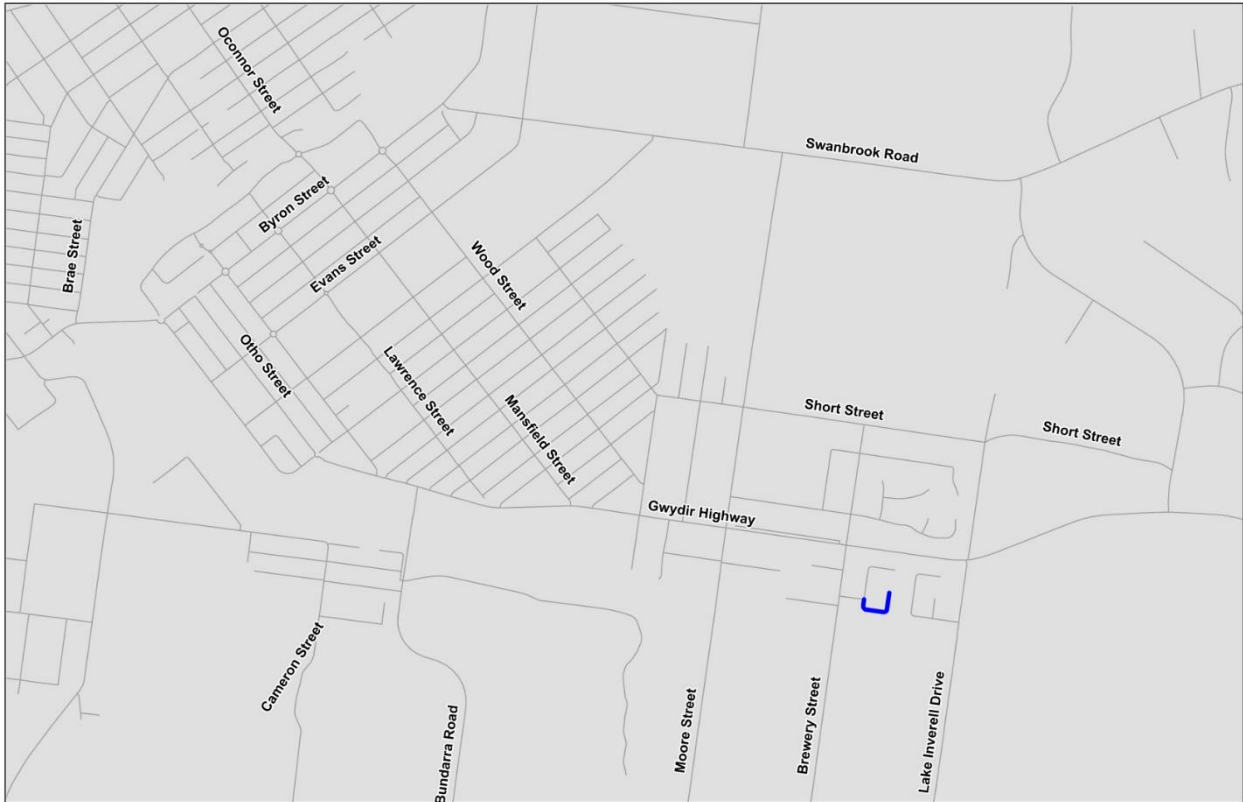 Oconnor Street
Swanbrook Road
Byron Street
Brae Street
Evans Street
Wood Street
Otho Street
Lawrence Street
Mansfield Street
Short Street
Short Street
Gwydir Highway
Cameron Street
Bundarra Road
Moore Street
Brewery Street
Lake Inverell Drive